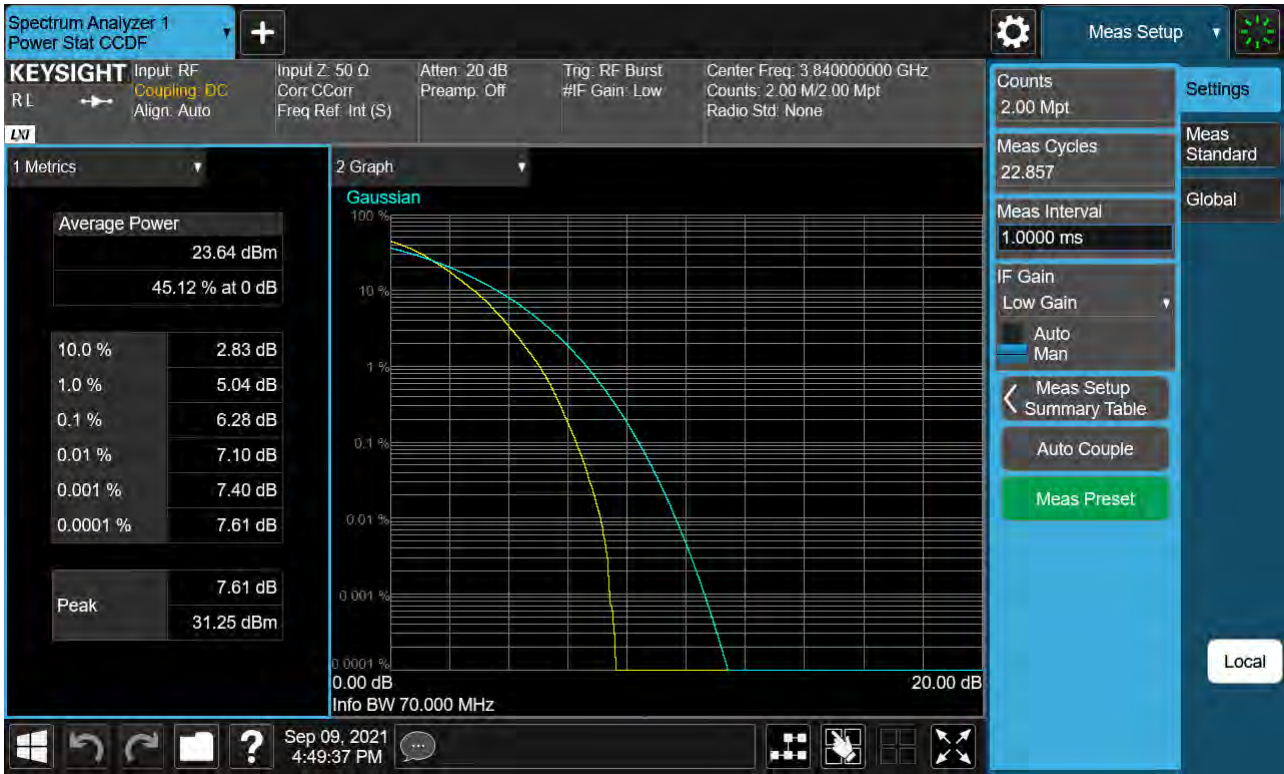 Spectrum Analyzer 1
Power Stat CCDF
+
Meas Setup
KEYSIGHT
RL
LXI
Input: RF
Coupling: DC
Align: Auto
Input Z: 50 Ω
Corr CCorr
Freq Ref: Int (S)
Atten: 20 dB
Preamp: Off
Trig: RF Burst
#IF Gain: Low
Center Freq: 3.840000000 GHz
Counts: 2.00 M/2.00 Mpt
Radio Std: None
1 Metrics
Average Power
23.64 dBm
45.12 % at 0 dB
10.0 % 2.83 dB
1.0 % 5.04 dB
0.1 % 6.28 dB
0.01 % 7.10 dB
0.001 % 7.40 dB
0.0001 % 7.61 dB
Peak 7.61 dB
31.25 dBm
2 Graph
Gaussian
100 %
10 %
1 %
0.1 %
0.01 %
0.001 %
0.0001 %
0.00 dB 20.00 dB
Info BW 70.000 MHz
Counts
2.00 Mpt
Meas Cycles
22.857
Meas Interval
1.0000 ms
IF Gain
Low Gain
Auto
Man
Meas Setup
Summary Table
Auto Couple
Meas Preset
Settings
Meas
Standard
Global
Local
?
Sep 09, 2021
4:49:37 PM